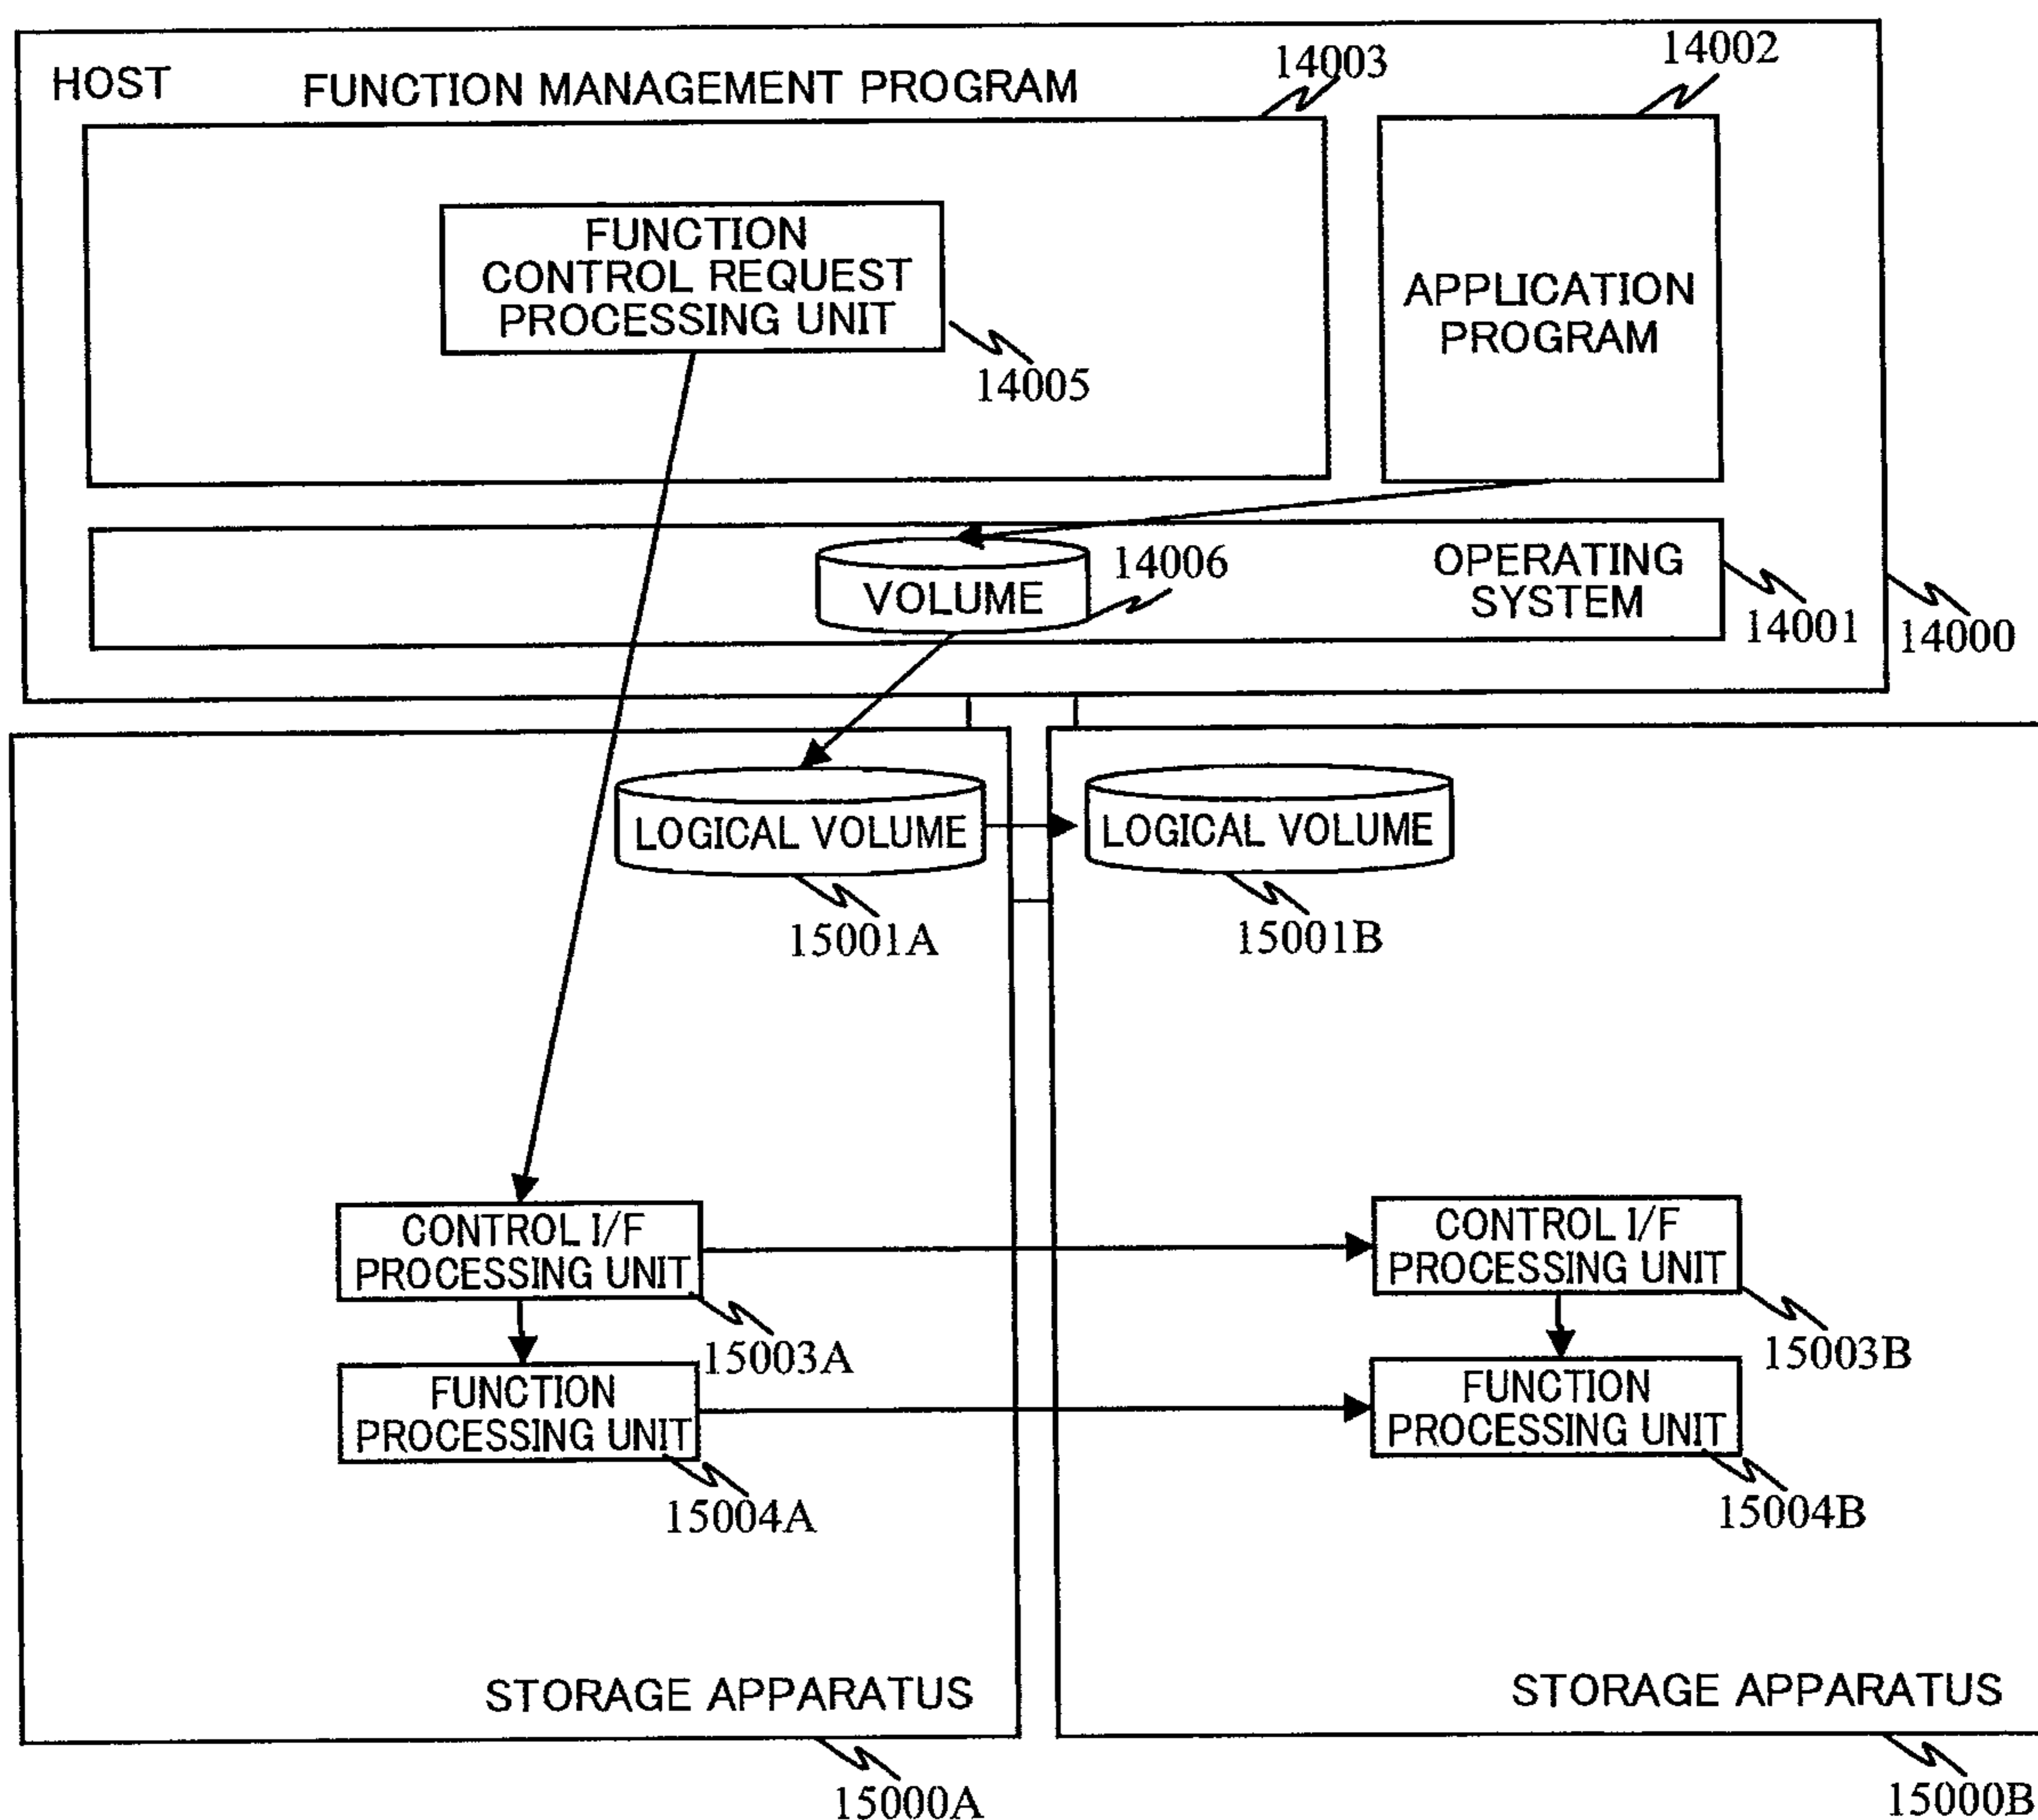 HOST
FUNCTION MANAGEMENT PROGRAM
14003
14002
FUNCTION
CONTROL REQUEST
PROCESSING UNIT
14005
APPLICATION
PROGRAM
VOLUME
14006
OPERATING
SYSTEM
14001
14000
LOGICAL VOLUME
15001A
LOGICAL VOLUME
15001B
CONTROL I/F
PROCESSING UNIT
15003A
CONTROL I/F
PROCESSING UNIT
15003B
FUNCTION
PROCESSING UNIT
15004A
FUNCTION
PROCESSING UNIT
15004B
STORAGE APPARATUS
15000A
STORAGE APPARATUS
15000B